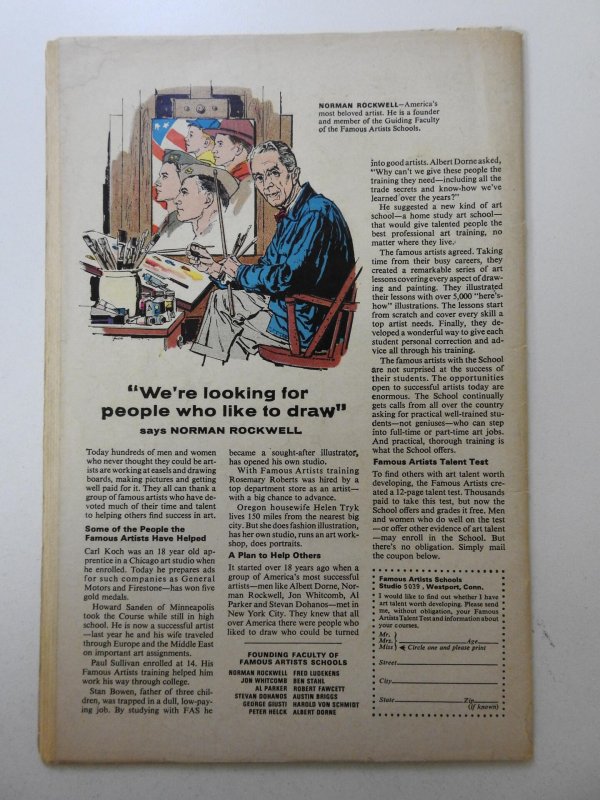 NORMAN ROCKWELL—America's
most beloved artist. He is a founder
and member of the Guiding Faculty
of the Famous Artists Schools.
"We're looking for
people who like to draw"
says NORMAN ROCKWELL
Today hundreds of men and women
who never thought they could be art-
ists are working at easels and drawing
boards, making pictures and getting
well paid for it. They all can thank a
group of famous artists who have de-
voted much of their time and talent
to helping others find success in art.
Some of the People the
Famous Artists Have Helped
Carl Koch was an 18 year old ap-
prentice in a Chicago art studio when
he enrolled. Today he prepares ads
for such companies as General
Motors and Firestone—has won five
gold medals.
Howard Sanden of Minneapolis
took the Course while still in high
school. He is now a successful artist
—last year he and his wife traveled
through Europe and the Middle East
on important art assignments.
Paul Sullivan enrolled at 14. His
Famous Artists training helped him
work his way through college.
Stan Bowen, father of three chil-
dren, was trapped in a dull, low-pay-
ing job. By studying with FAS he
became a sought-after illustrator,
has opened his own studio.
With Famous Artists training
Rosemary Roberts was hired by a
top department store as an artist—
with a big chance to advance.
Oregon housewife Helen Tryk
lives 150 miles from the nearest big
city. But she does fashion illustration,
has her own studio, runs an art work-
shop, does portraits.
A Plan to Help Others
It started over 18 years ago when a
group of America's most successful
artists—men like Albert Dorne, Nor-
man Rockwell, Jon Whitcomb, Al
Parker and Stevan Dohanos—met in
New York City. They knew that all
over America there were people who
liked to draw who could be turned
FOUNDING FACULTY OF
FAMOUS ARTISTS SCHOOLS
NORMAN ROCKWELL FRED LUDEKENS
JON WHITCOMB BEN STAHL
AL PARKER ROBERT FAWCETT
STEVAN DOHANOS AUSTIN BRIGGS
GEORGE GIUSTI HAROLD VON SCHMIDT
PETER HELCK ALBERT DORNE
into good artists. Albert Dorne asked,
"Why can't we give these people the
training they need—including all the
trade secrets and know-how we've
learned over the years?"
He suggested a new kind of art
school—a home study art school—
that would give talented people the
best professional art training, no
matter where they live.
The famous artists agreed. Taking
time from their busy careers, they
created a remarkable series of art
lessons covering every aspect of draw-
ing and painting. They illustrated
their lessons with over 5,000 "here's-
how" illustrations. The lessons start
from scratch and cover every skill a
top artist needs. Finally, they de-
veloped a wonderful way to give each
student personal correction and ad-
vice all through his training.
The famous artists with the School
are not surprised at the success of
their students. The opportunities
open to successful artists today are
enormous. The School continually
gets calls from all over the country
asking for practical well-trained stu-
dents—not geniuses—who can step
into full-time or part-time art jobs.
And practical, thorough training is
what the School offers.
Famous Artists Talent Test
To find others with art talent worth
developing, the Famous Artists cre-
ated a 12-page talent test. Thousands
paid to take this test, but now the
School offers and grades it free. Men
and women who do well on the test
—or offer other evidence of art talent
—may enroll in the School. But
there's no obligation. Simply mail
the coupon below.
Famous Artists Schools
Studio 5039, Westport, Conn.
I would like to find out whether I have
art talent worth developing. Please send
me, without obligation, your Famous
Artists Talent Test and information about
your courses.
Mr.
Mrs. Age
Miss Circle one and please print
Street
City
State Zip
(if known)